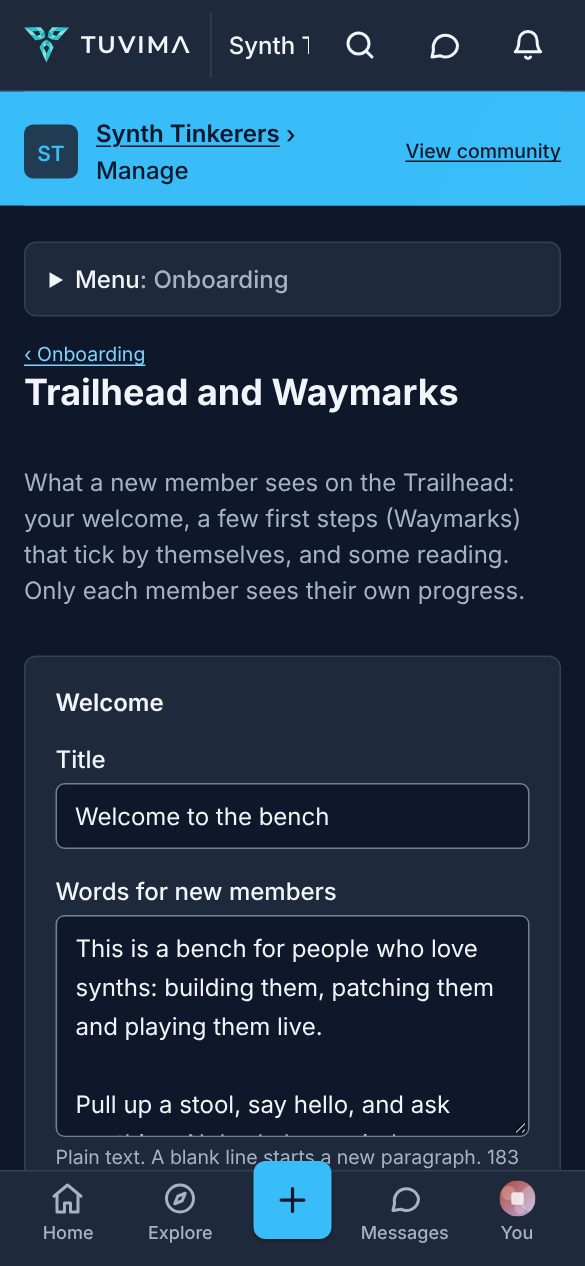 TUVIMA
Synth
ST
Synth Tinkerers ›
Manage
View community
Menu: Onboarding
‹ Onboarding
Trailhead and Waymarks
What a new member sees on the Trailhead:
your welcome, a few first steps (Waymarks)
that tick by themselves, and some reading.
Only each member sees their own progress.
Welcome
Title
Welcome to the bench
Words for new members
This is a bench for people who love
synths: building them, patching them
and playing them live.
Pull up a stool, say hello, and ask
Plain text. A blank line starts a new paragraph. 183
Home
Explore
Messages
You